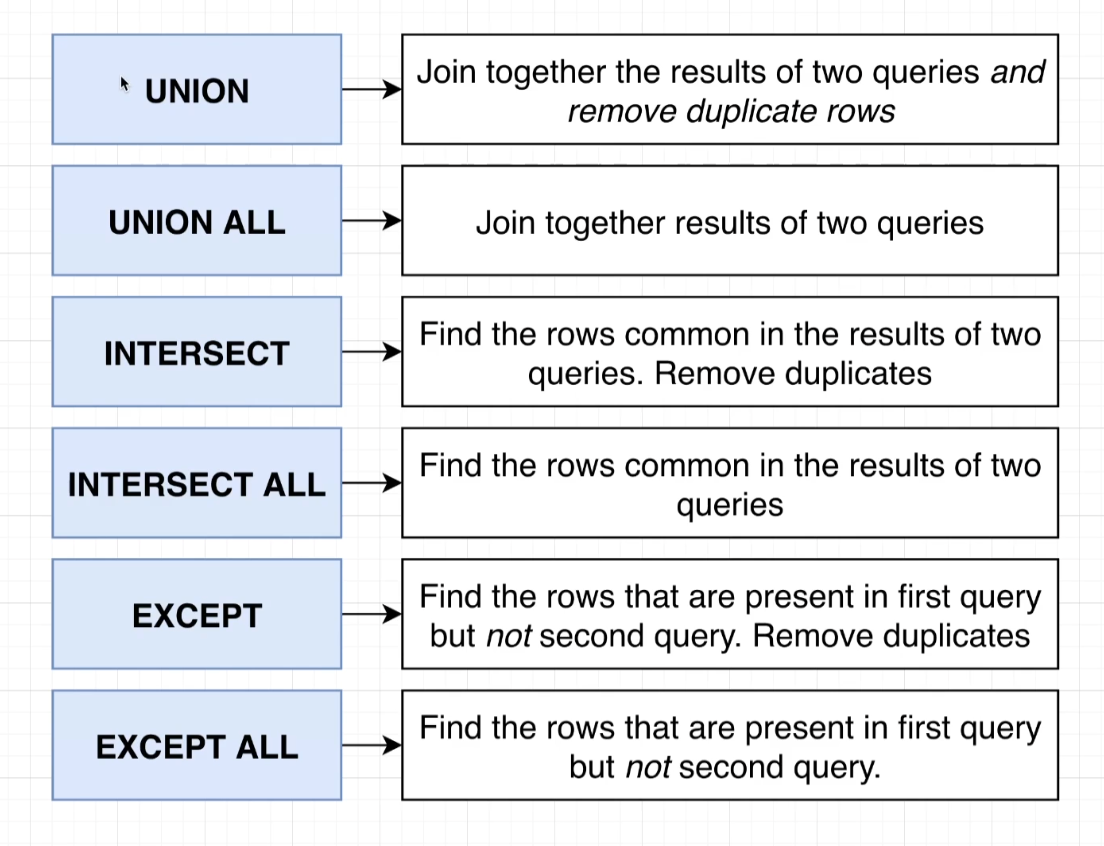 UNION
Join together the results of two queries and
remove duplicate rows
UNION ALL
Join together results of two queries
INTERSECT
Find the rows common in the results of two
queries. Remove duplicates
INTERSECT ALL
Find the rows common in the results of two
queries
EXCEPT
Find the rows that are present in first query
but not second query. Remove duplicates
EXCEPT ALL
Find the rows that are present in first query
but not second query.